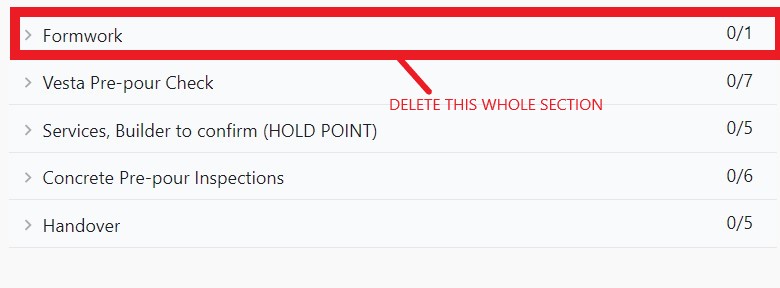 Formwork 0/1
Vesta Pre-pour Check 0/7
DELETE THIS WHOLE SECTION
Services, Builder to confirm (HOLD POINT) 0/5
Concrete Pre-pour Inspections 0/6
Handover 0/5